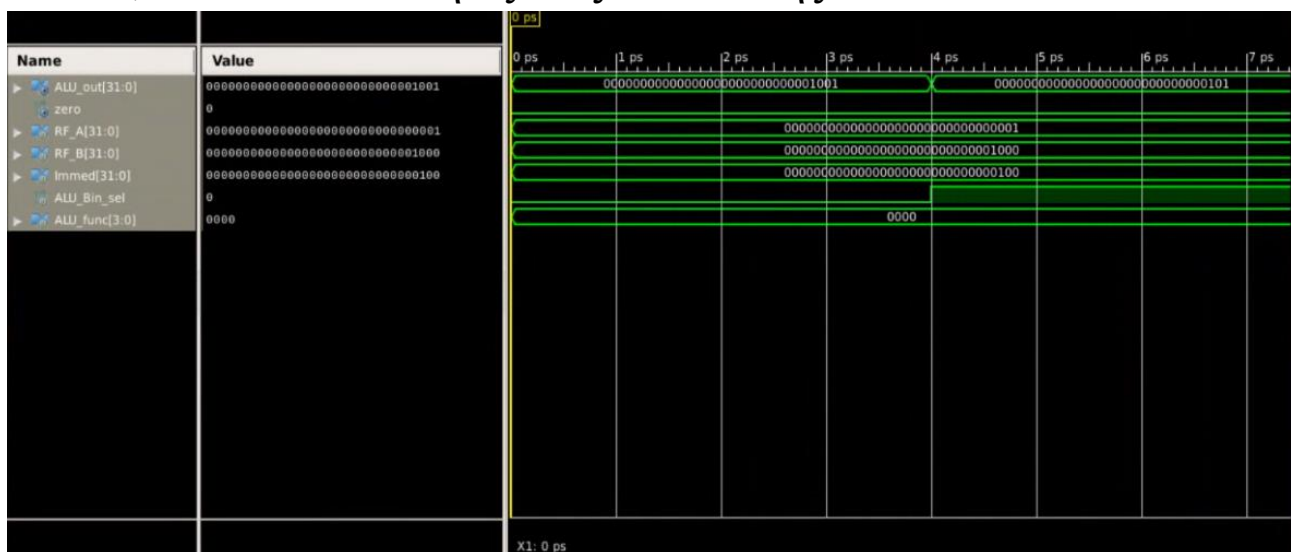 0 ps
Name Value
0 ps 1 ps 2 ps 3 ps 4 ps 5 ps 6 ps 7 ps
ALU_out[31:0] 00000000000000000000000000001001 00000000000000000000000000001001 00000000000000000000000000000101
zero 0
RF_A[31:0] 00000000000000000000000000000001 00000000000000000000000000000001
RF_B[31:0] 00000000000000000000000000001000 00000000000000000000000000001000
Immed[31:0] 00000000000000000000000000000100 00000000000000000000000000000100
ALU_Bin_sel 0
ALU_func[3:0] 0000 0000
X1: 0 ps